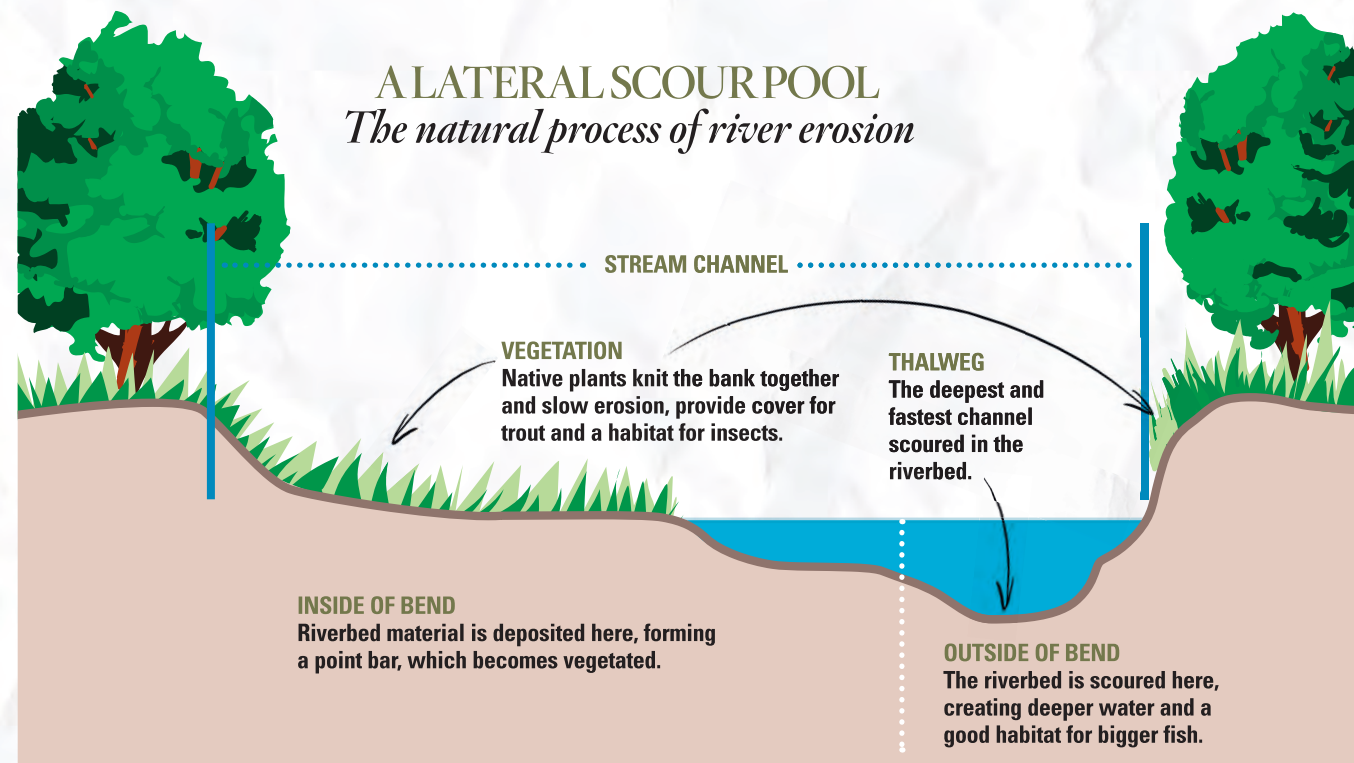 A LATERAL SCOUR POOL
The natural process of river erosion
STREAM CHANNEL
VEGETATION
Native plants knit the bank together
and slow erosion, provide cover for
trout and a habitat for insects.
THALWEG
The deepest and
fastest channel
scoured in the
riverbed.
INSIDE OF BEND
Riverbed material is deposited here, forming
a point bar, which becomes vegetated.
OUTSIDE OF BEND
The riverbed is scoured here,
creating deeper water and a
good habitat for bigger fish.